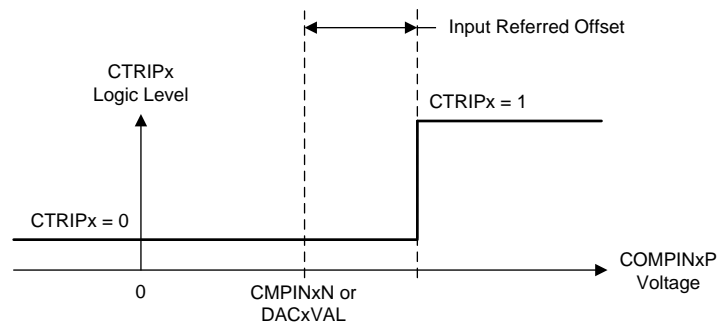 Input Referred Offset
CTRIPx
Logic Level
CTRIPx = 1
CTRIPx = 0
COMPINxP
Voltage
0
CMPINxN or
DACxVAL